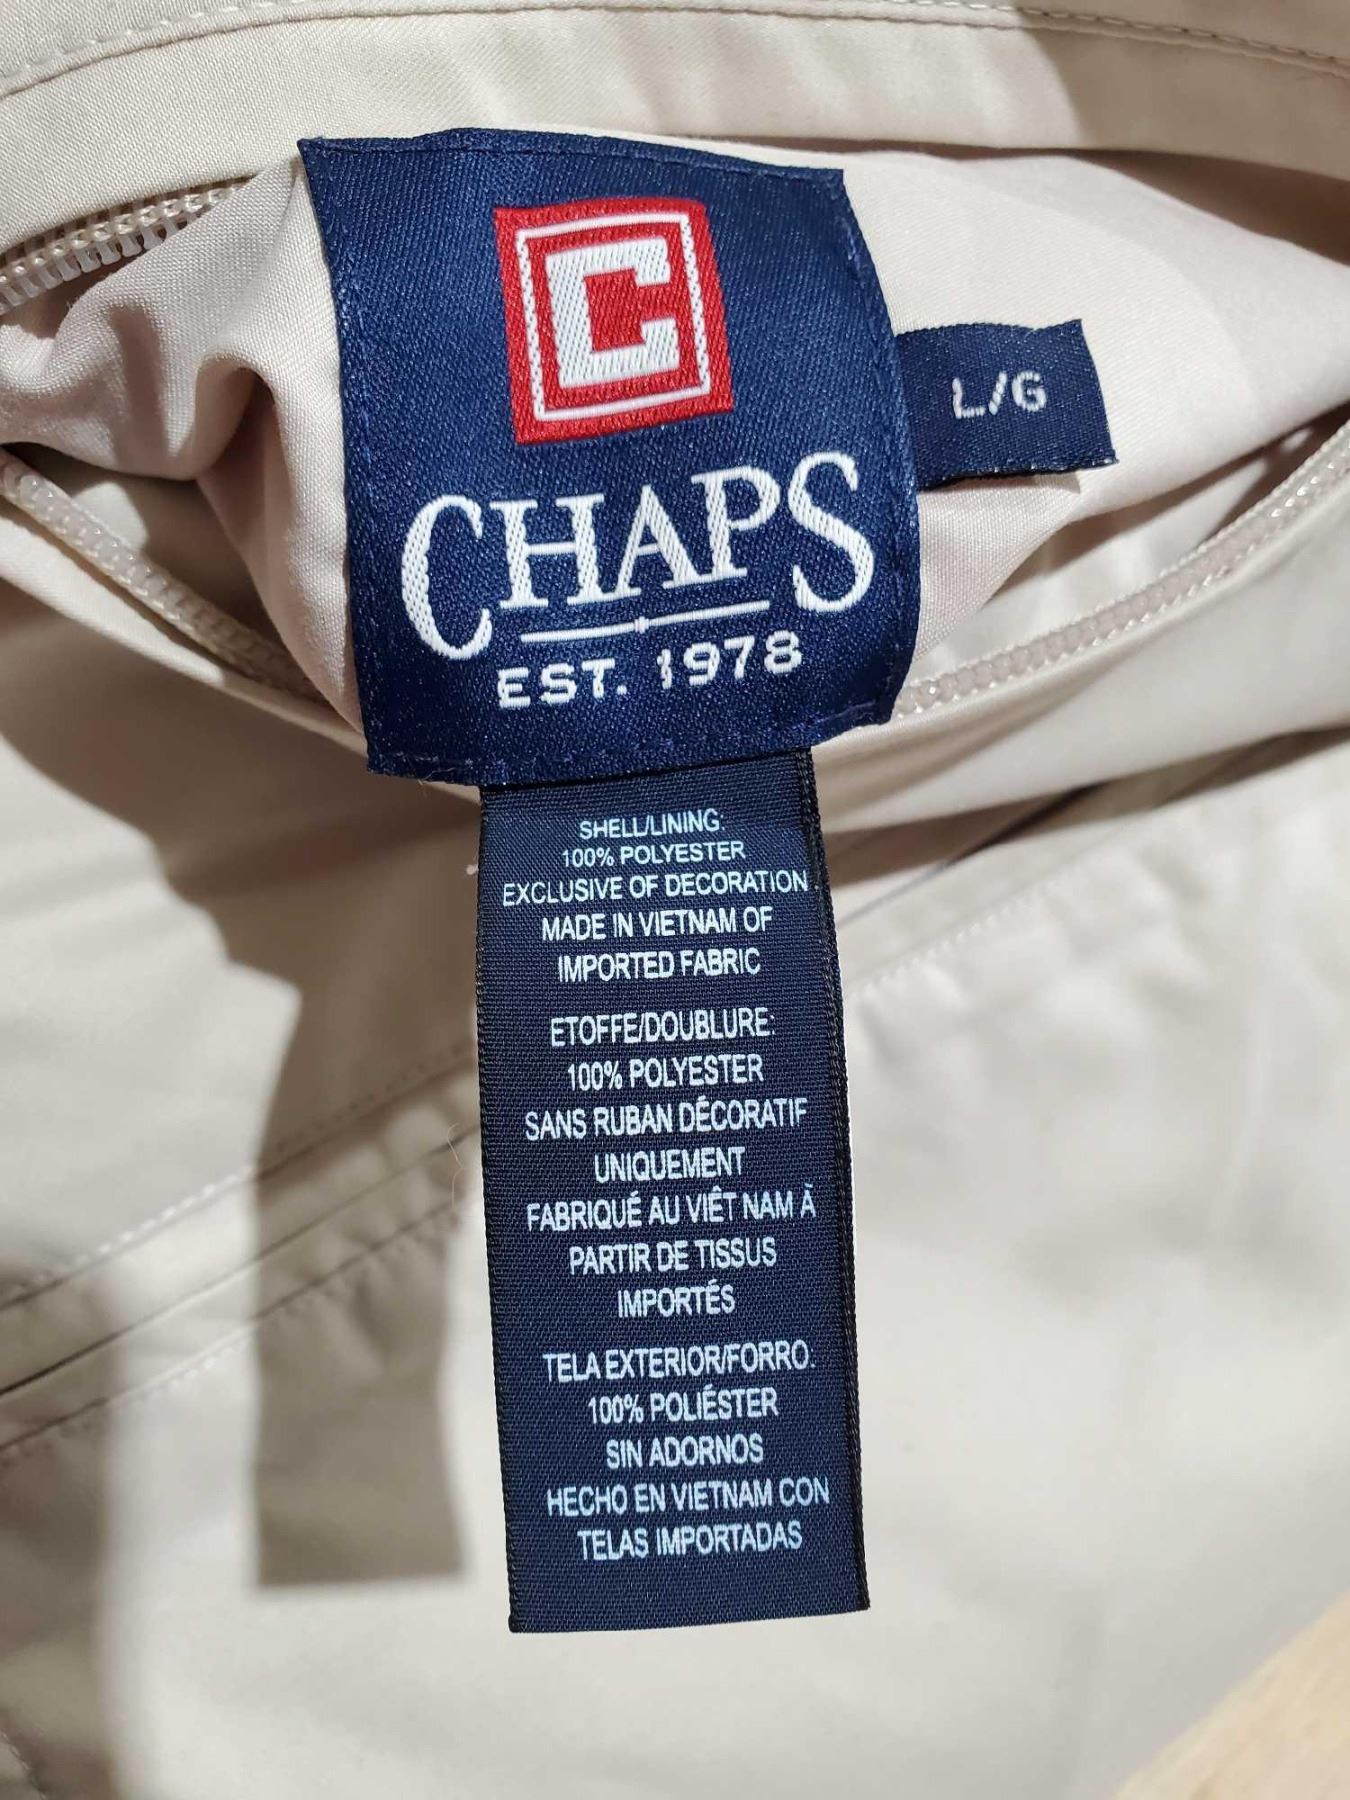 C
CHAPS
EST. 1978
L/G
SHELL/LINING:
100% POLYESTER
EXCLUSIVE OF DECORATION
MADE IN VIETNAM OF
IMPORTED FABRIC
ETOFFE/DOUBLURE:
100% POLYESTER
SANS RUBAN DÉCORATIF
UNIQUEMENT
FABRIQUÉ AU VIÊT NAM À
PARTIR DE TISSUS
IMPORTÉS
TELA EXTERIOR/FORRO:
100% POLIÉSTER
SIN ADORNOS
HECHO EN VIETNAM CON
TELAS IMPORTADAS